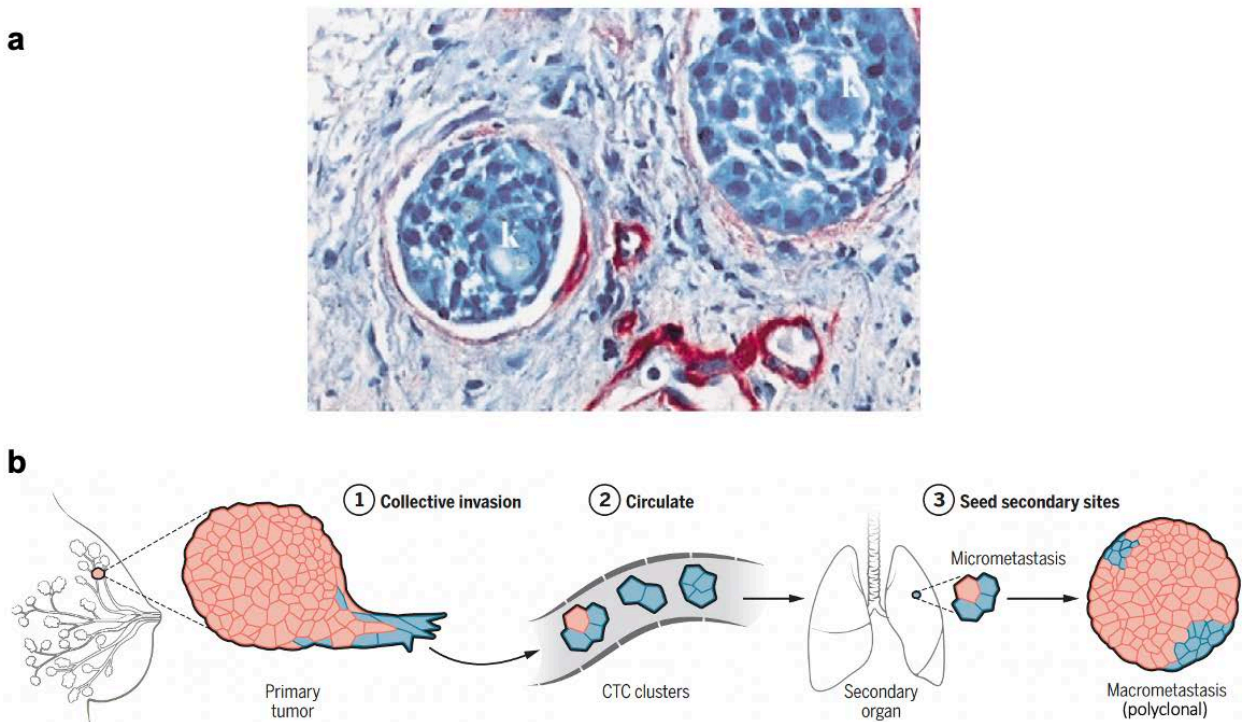 a
k
k
b
1 Collective invasion
2 Circulate
3 Seed secondary sites
Micrometastasis
Primary
tumor
CTC clusters
Secondary
organ
Macrometastasis
(polyclonal)